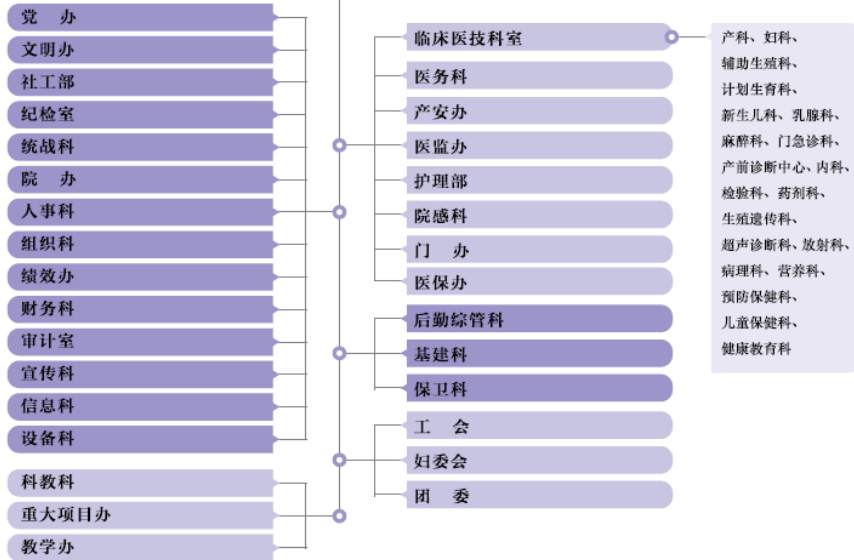 党 办
文明办
社工部
纪检室
统战科
院 办
人事科
组织科
绩效办
财务科
审计室
宣传科
信息科
设备科
科教科
重大项目办
教学办
临床医技科室
医务科
产安办
医监办
护理部
院感科
门 办
医保办
后勤综管科
基建科
保卫科
工 会
妇委会
团 委
产科、妇科、
辅助生殖科、
计划生育科、
新生儿科、乳腺科、
麻醉科、门急诊科、
产前诊断中心、内科、
检验科、药剂科、
生殖遗传科、
超声诊断科、放射科、
病理科、营养科、
预防保健科、
儿童保健科、
健康教育科